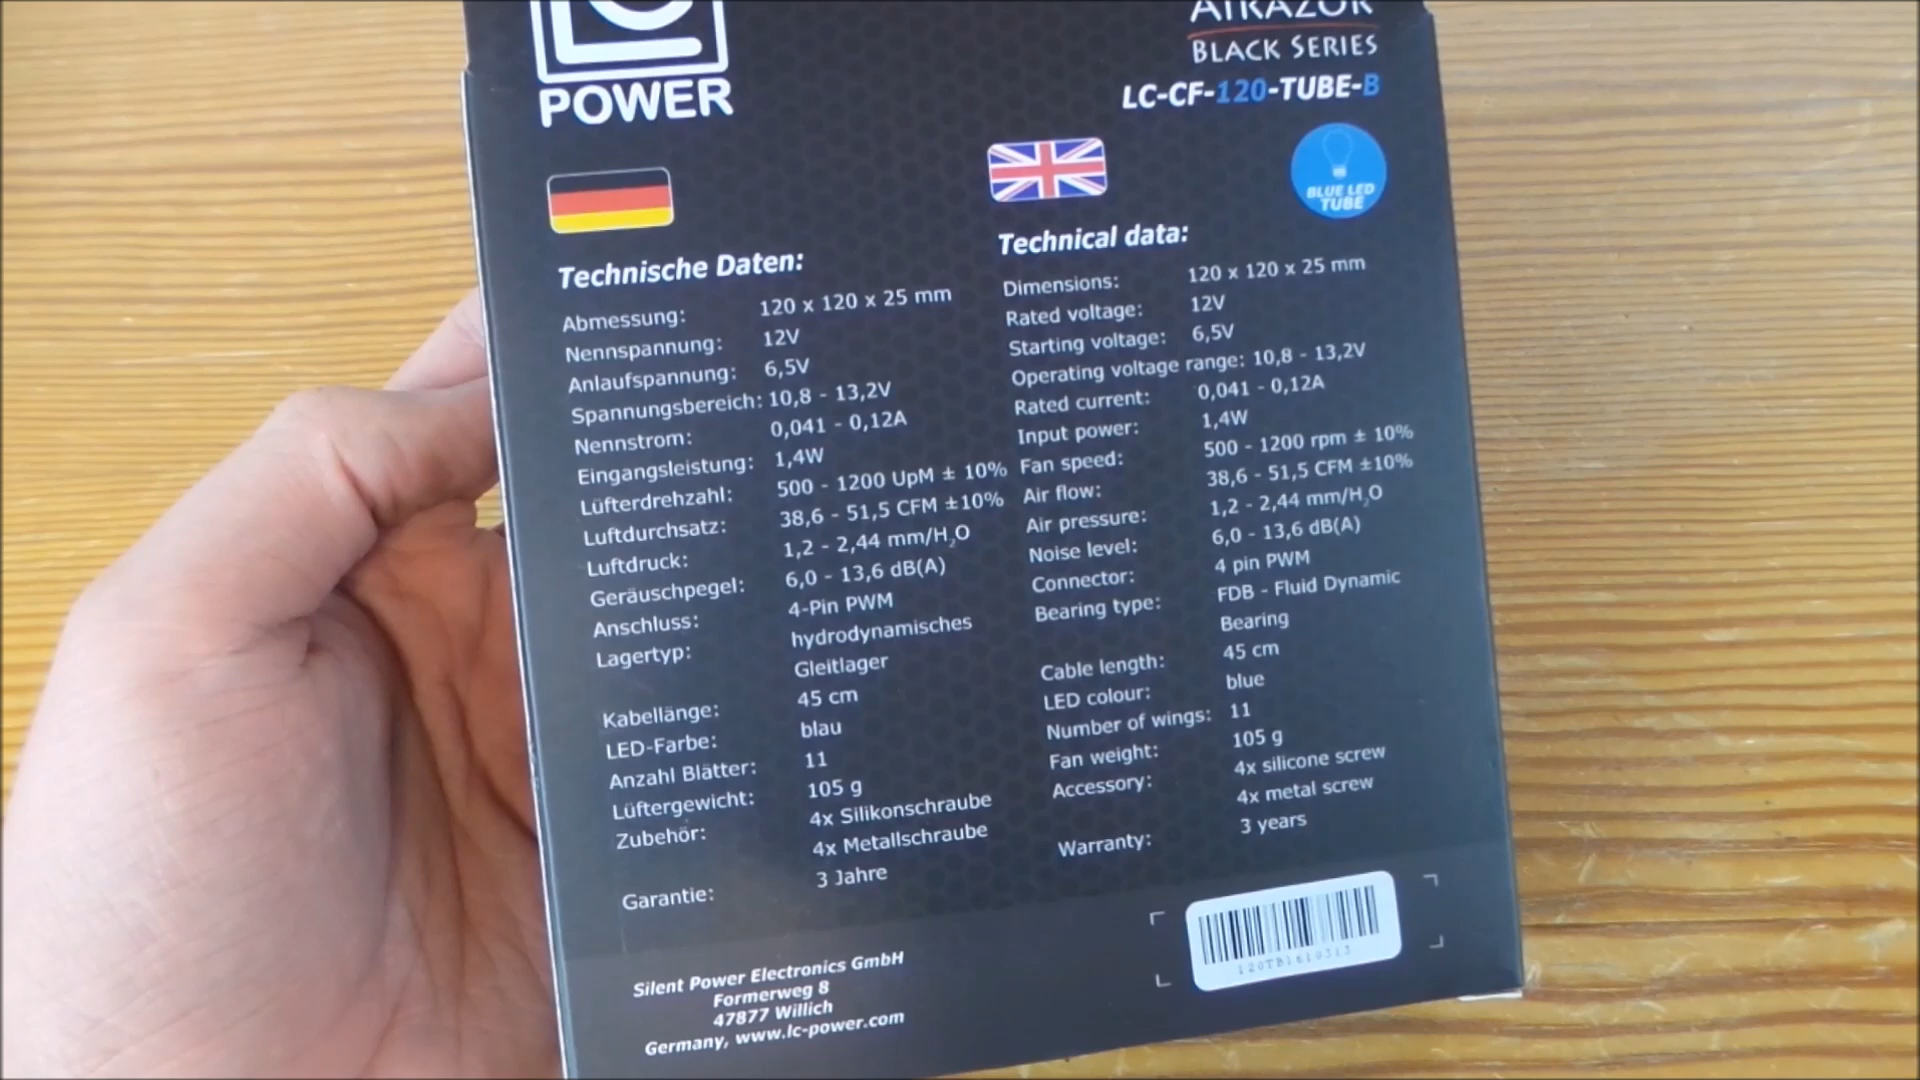 POWER
AIRAZOR
BLACK SERIES
LC-CF-120-TUBE-B
BLUE LED
TUBE
Technische Daten:
Abmessung: 120 x 120 x 25 mm
Nennspannung: 12V
Anlaufspannung: 6,5V
Spannungsbereich: 10,8 - 13,2V
Nennstrom: 0,041 - 0,12A
Eingangsleistung: 1,4W
Lüfterdrehzahl: 500 - 1200 UpM ± 10%
Luftdurchsatz: 38,6 - 51,5 CFM ±10%
Luftdruck: 1,2 - 2,44 mm/H₂O
Geräuschpegel: 6,0 - 13,6 dB(A)
Anschluss: 4-Pin PWM
Lagertyp: hydrodynamisches
Gleitlager
Kabellänge: 45 cm
LED-Farbe: blau
Anzahl Blätter: 11
Lüftergewicht: 105 g
Zubehör: 4x Silikonschraube
4x Metallschraube
Garantie: 3 Jahre
Technical data:
Dimensions: 120 x 120 x 25 mm
Rated voltage: 12V
Starting voltage: 6,5V
Operating voltage range: 10,8 - 13,2V
Rated current: 0,041 - 0,12A
Input power: 1,4W
Fan speed: 500 - 1200 rpm ± 10%
Air flow: 38,6 - 51,5 CFM ±10%
Air pressure: 1,2 - 2,44 mm/H₂O
Noise level: 6,0 - 13,6 dB(A)
Connector: 4 pin PWM
Bearing type: FDB - Fluid Dynamic
Bearing
Cable length: 45 cm
LED colour: blue
Number of wings: 11
Fan weight: 105 g
Accessory: 4x silicone screw
4x metal screw
Warranty: 3 years
Silent Power Electronics GmbH
Formerweg 8
47877 Willich
Germany, www.lc-power.com